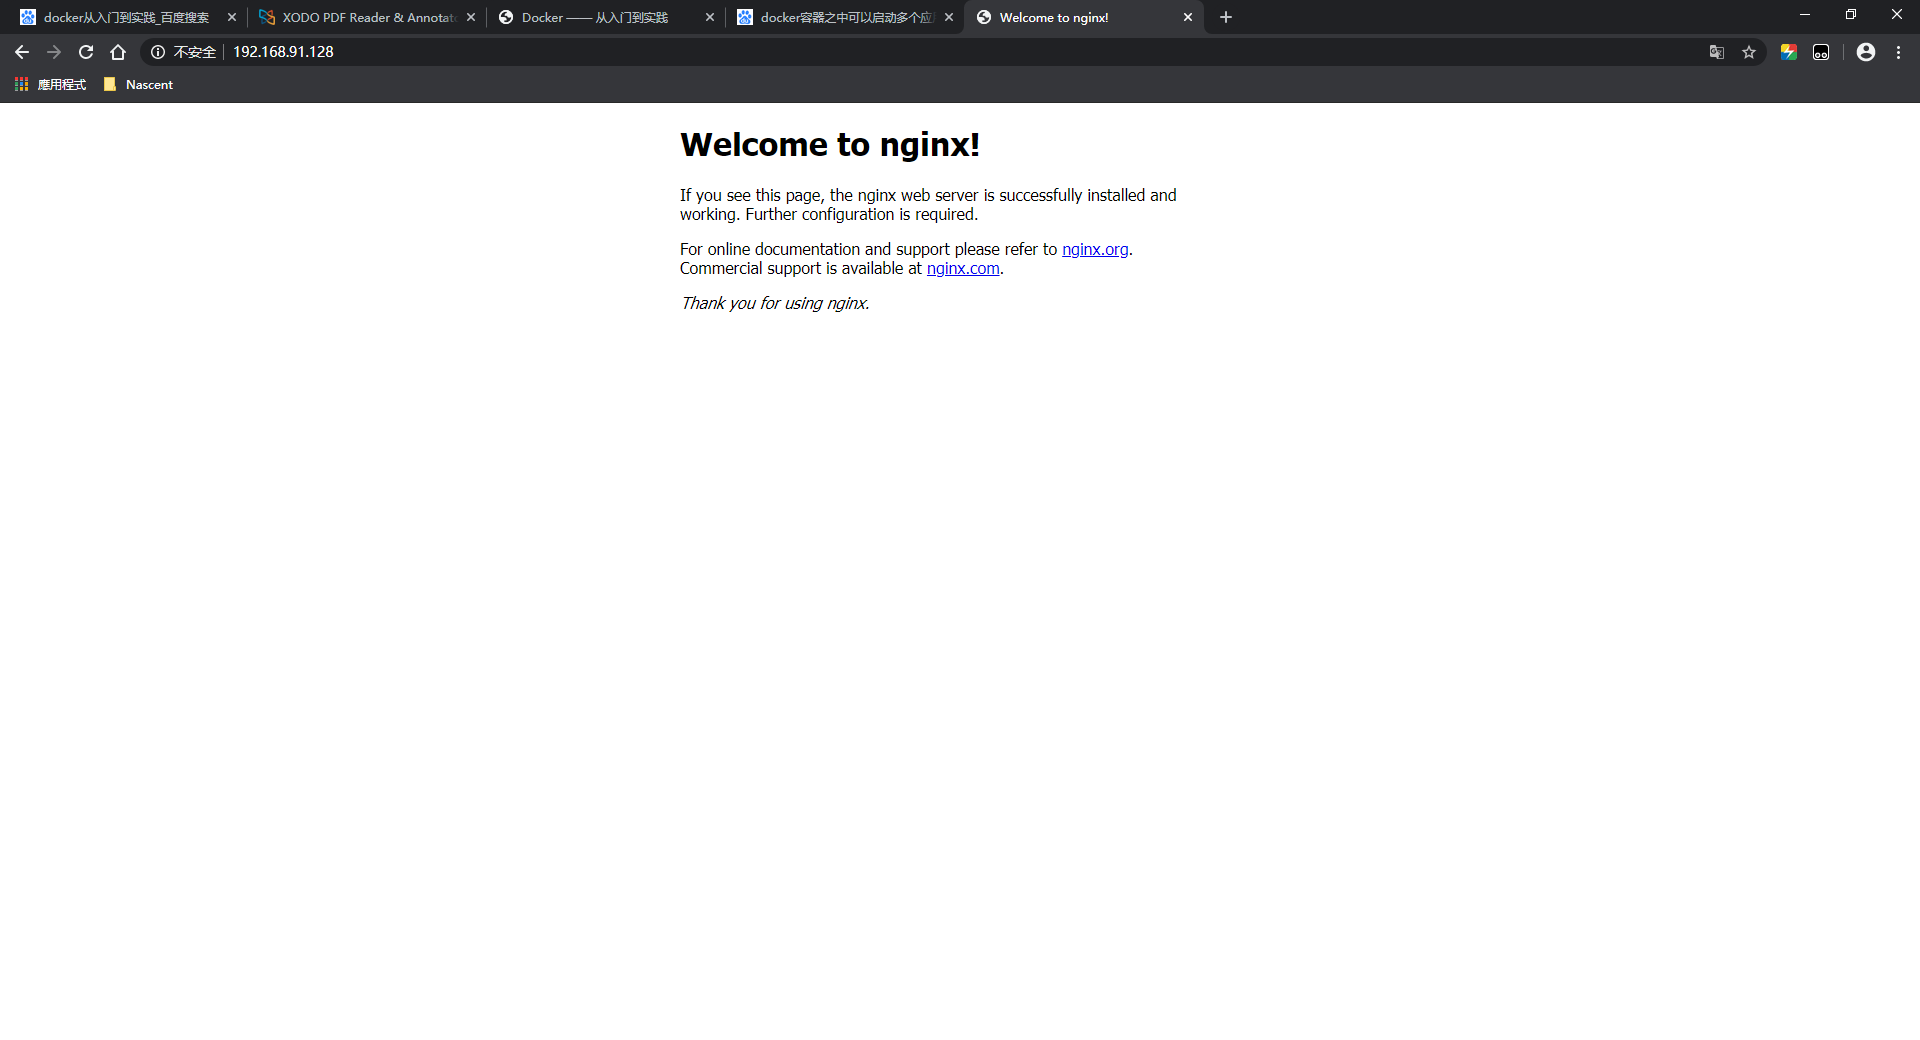 docker从入门到实践_百度搜索
XODO PDF Reader & Annotat
Docker —— 从入门到实践
docker容器之中可以启动多个应
Welcome to nginx!
不安全
192.168.91.128
應用程式
Nascent
Welcome to nginx!
If you see this page, the nginx web server is successfully installed and
working. Further configuration is required.
For online documentation and support please refer to nginx.org.
Commercial support is available at nginx.com.
Thank you for using nginx.